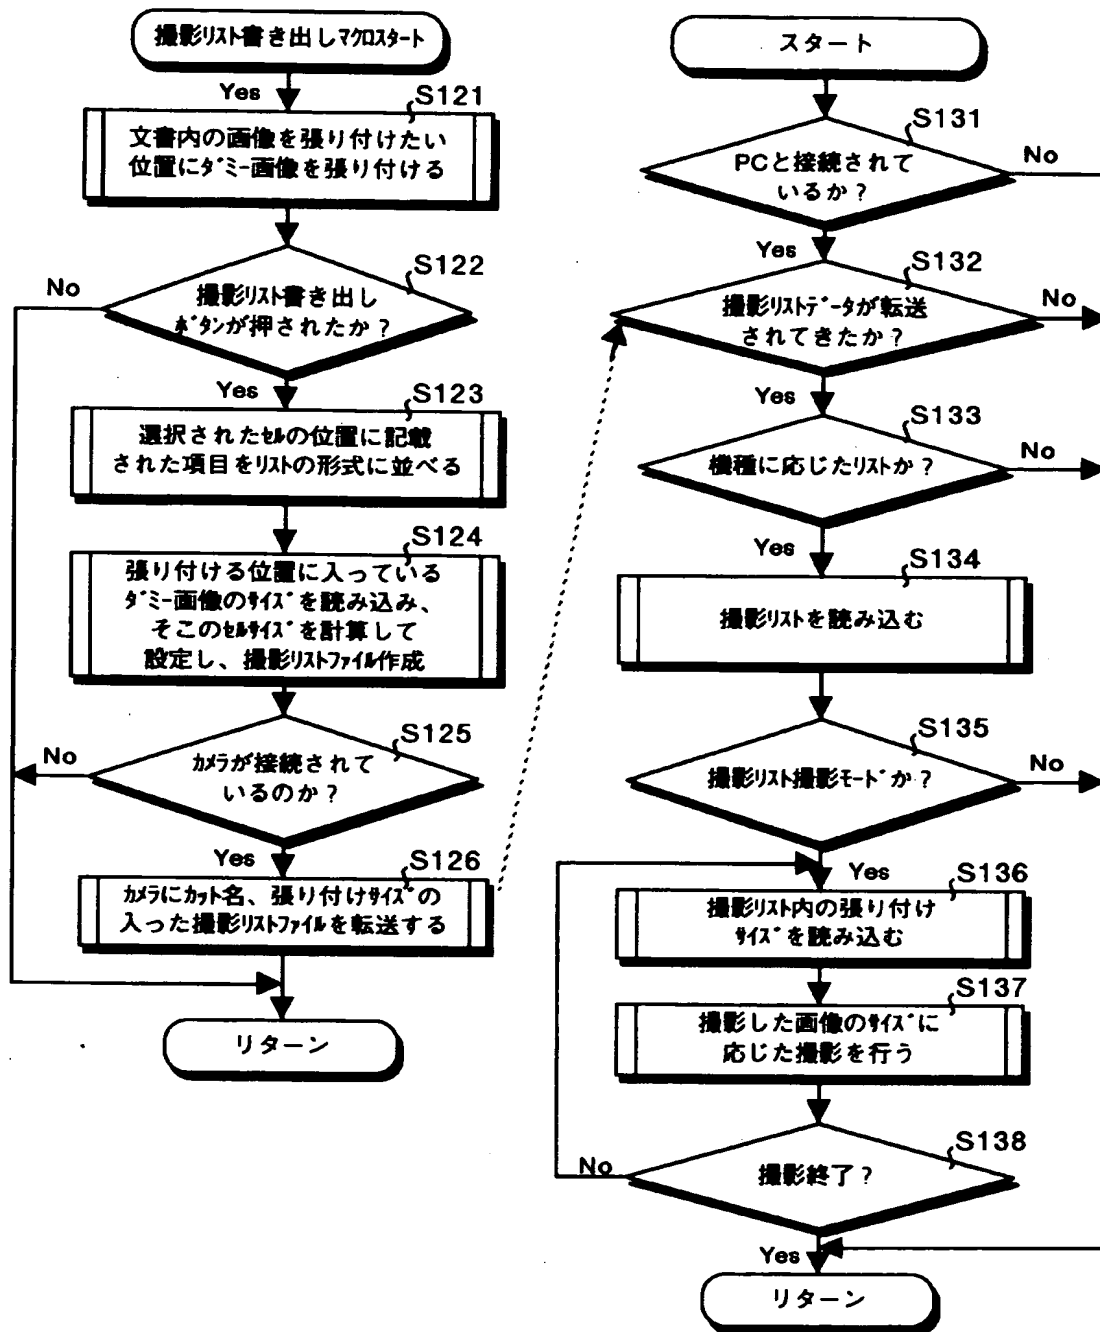 撮影リスト書き出しマクロスタート
Yes
S121
文書内の画像を張り付けたい
位置にダミー画像を張り付ける
S122
No
撮影リスト書き出し
ボタンが押されたか?
Yes
S123
選択されたセルの位置に記載
された項目をリストの形式に並べる
S124
張り付ける位置に入っている
ダミー画像のサイズを読み込み、
そこのセルサイズを計算して
設定し、撮影リストファイル作成
S125
No
カメラが接続されて
いるのか?
Yes
S126
カメラにカット名、張り付けサイズの
入った撮影リストファイルを転送する
リターン
スタート
S131
No
PCと接続されて
いるか?
Yes
S132
No
撮影リストデータが転送
されてきたか?
Yes
S133
No
機種に応じたリストか?
Yes
S134
撮影リストを読み込む
S135
No
撮影リスト撮影モードか?
Yes
S136
撮影リスト内の張り付け
サイズを読み込む
S137
撮影した画像のサイズに
応じた撮影を行う
S138
No
撮影終了?
Yes
リターン